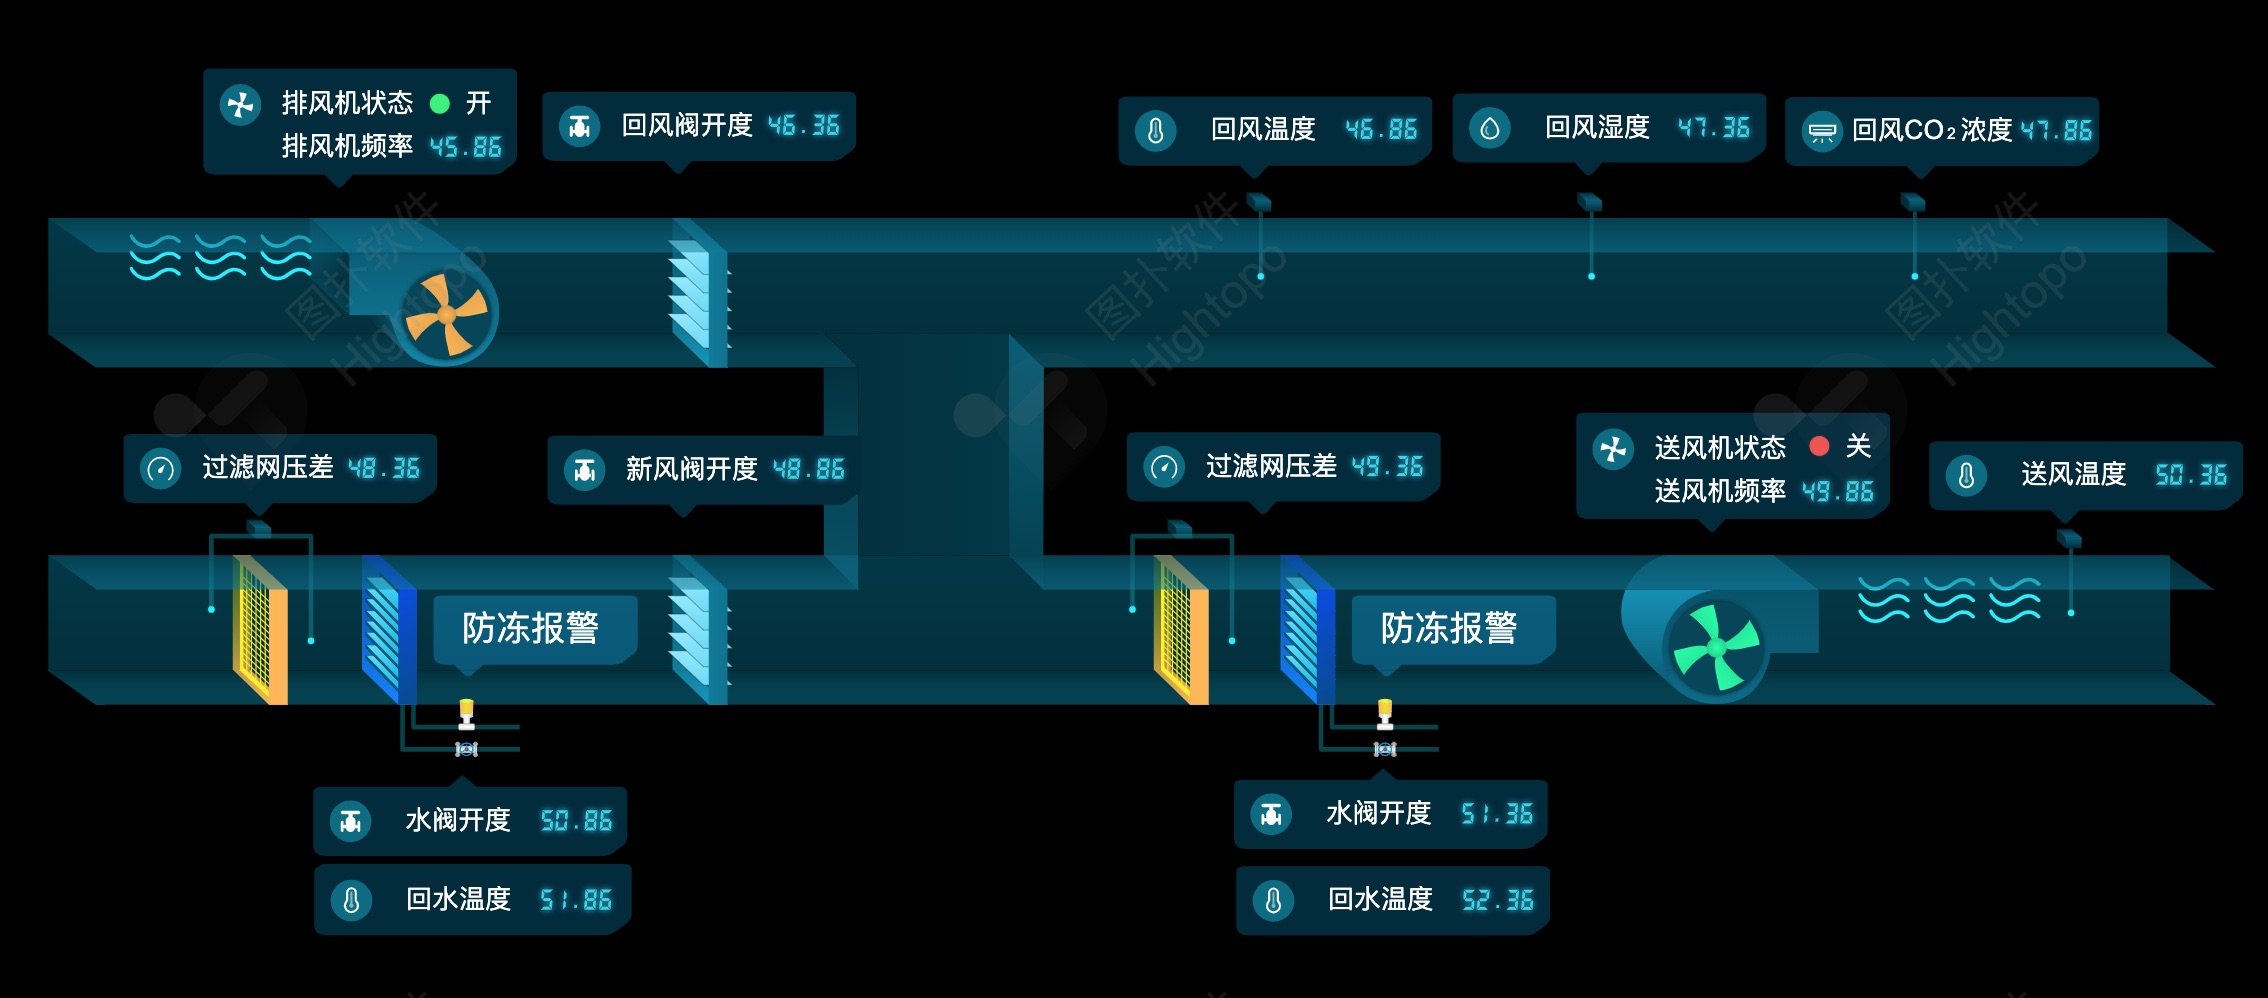 排风机状态 开
排风机频率 45.86
回风阀开度 46.36
回风温度 46.86
回风湿度 47.36
回风CO₂浓度 47.86
图扑软件
Hightopo
图扑软件
Hightopo
图扑软件
Hightopo
过滤网压差 48.36
新风阀开度 48.86
过滤网压差 49.36
送风机状态 关
送风机频率 49.86
送风温度 50.36
防冻报警
防冻报警
水阀开度 50.86
回水温度 51.86
水阀开度 51.36
回水温度 52.36